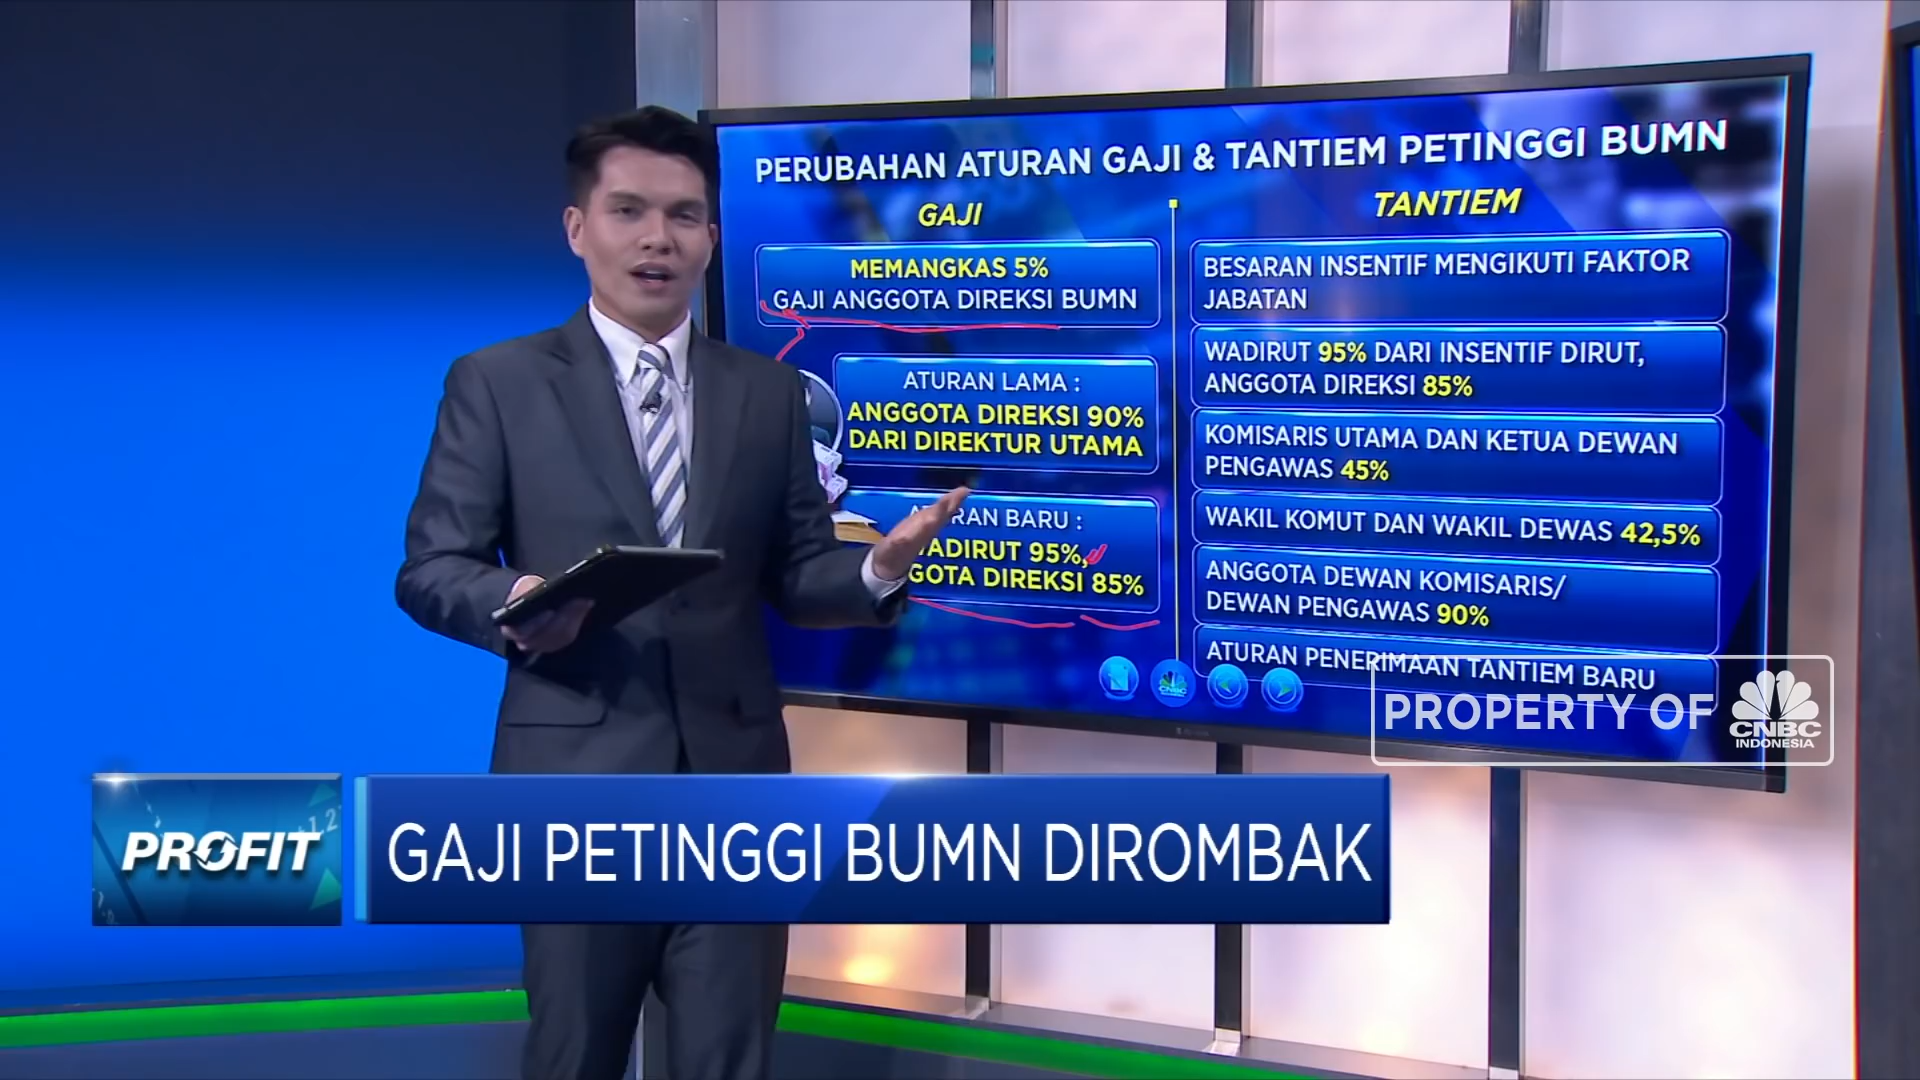 PERUBAHAN ATURAN GAJI & TANTIEM PETINGGI BUMN
GAJI
MEMANGKAS 5%
GAJI ANGGOTA DIREKSI BUMN
ATURAN LAMA :
ANGGOTA DIREKSI 90%
DARI DIREKTUR UTAMA
BARU :
95%,
DIREKSI 85%
TANTIEM
BESARAN INSENTIF MENGIKUTI FAKTOR
JABATAN
WADIRUT 95% DARI INSENTIF DIRUT,
ANGGOTA DIREKSI 85%
KOMISARIS UTAMA DAN KETUA DEWAN
PENGAWAS 45%
WAKIL KOMUT DAN WAKIL DEWAS 42,5%
ANGGOTA DEWAN KOMISARIS/
DEWAN PENGAWAS 90%
ATURAN PENERIMAAN TANTIEM BARU
PROPERTY OF
CNBC
INDONESIA
PROFIT
GAJI PETINGGI BUMN DIROMBAK